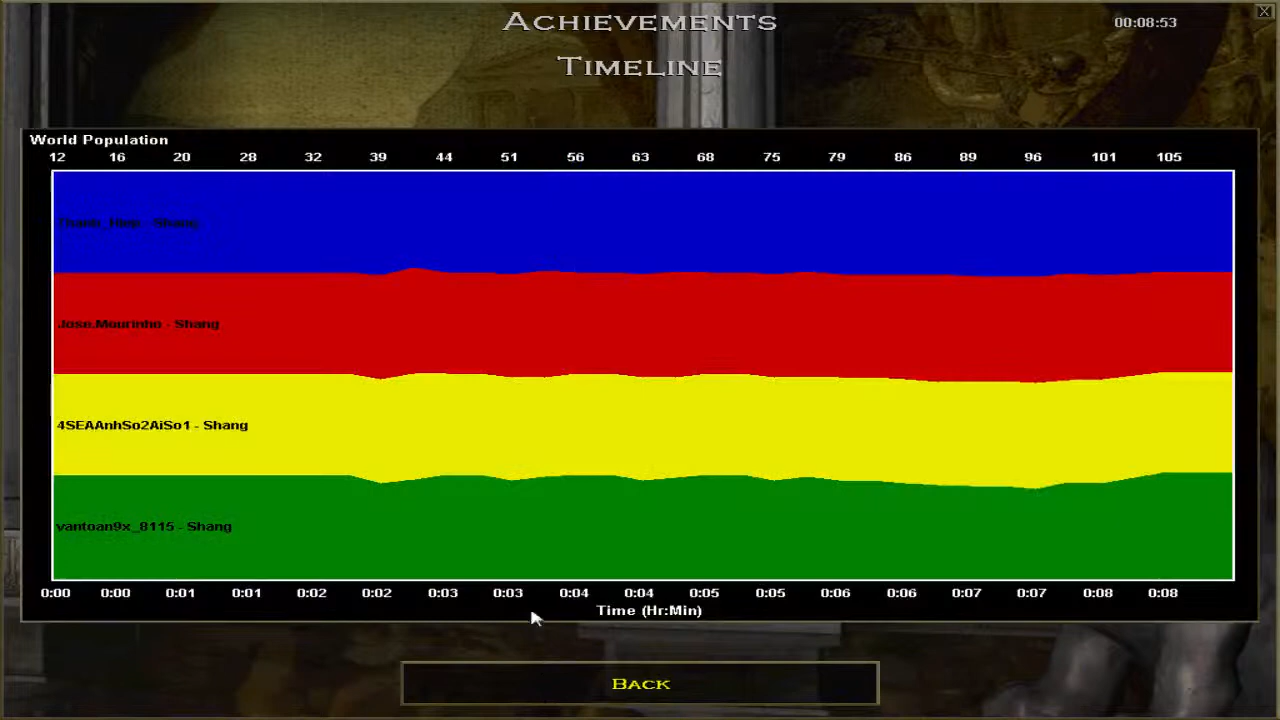 ACHIEVEMENTS
00:08:53
TIMELINE
World Population
12 16 20 28 32 39 44 51 56 63 68 75 79 86 89 96 101 105
Thanh_Hiep - Shang
Jose.Mourinho - Shang
4SEAAnhSo2AiSo1 - Shang
vantoan9x_8115 - Shang
0:00 0:00 0:01 0:01 0:02 0:02 0:03 0:03 0:04 0:04 0:05 0:05 0:06 0:06 0:07 0:07 0:08 0:08
Time (Hr:Min)
BACK